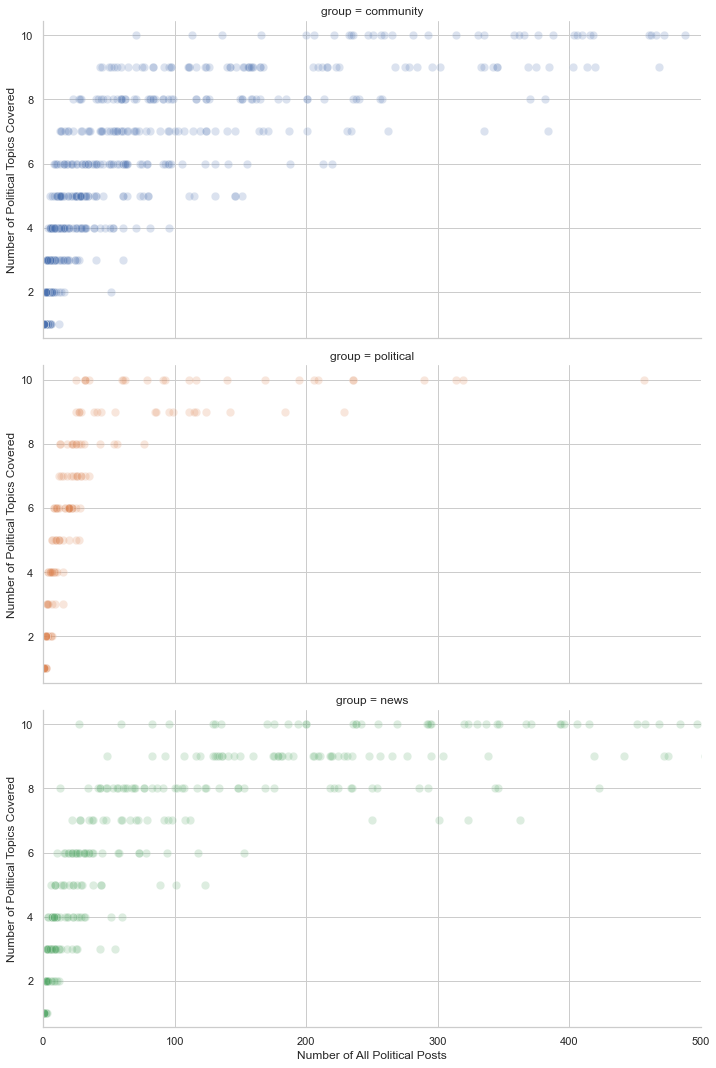 group = community
Number of Political Topics Covered
10
8
6
4
2
group = political
Number of Political Topics Covered
10
8
6
4
2
group = news
Number of Political Topics Covered
10
8
6
4
2
0 100 200 300 400 500
Number of All Political Posts